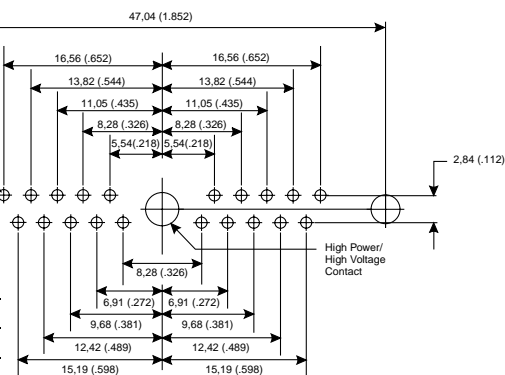 47,04 (1.852)
16,56 (.652) 16,56 (.652)
13,82 (.544) 13,82 (.544)
11,05 (.435) 11,05 (.435)
8,28 (.326) 8,28 (.326)
5,54(.218) 5,54(.218)
2,84 (.112)
High Power/
High Voltage
Contact
8,28 (.326)
6,91 (.272) 6,91 (.272)
9,68 (.381) 9,68 (.381)
12,42 (.489) 12,42 (.489)
15,19 (.598) 15,19 (.598)